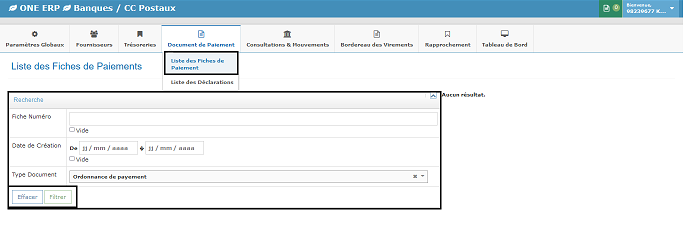 ONE ERP Banques / CC Postaux
0
Bienvenue,
98239677 K...
Paramètres Globaux
Fournisseurs
Trésoreries
Document de Paiement
Consultations & Mouvements
Bordereau des Virements
Rapprochement
Tableau de Bord
Liste des Fiches de
Paiement
Liste des Déclarations
Liste des Fiches de Paiements
Recherche
Aucun résultat.
Fiche Numéro
Vide
Date de Création
De jj / mm / aaaa à jj / mm / aaaa
Vide
Type Document
Ordonnance de payement
Effacer
Filtrer